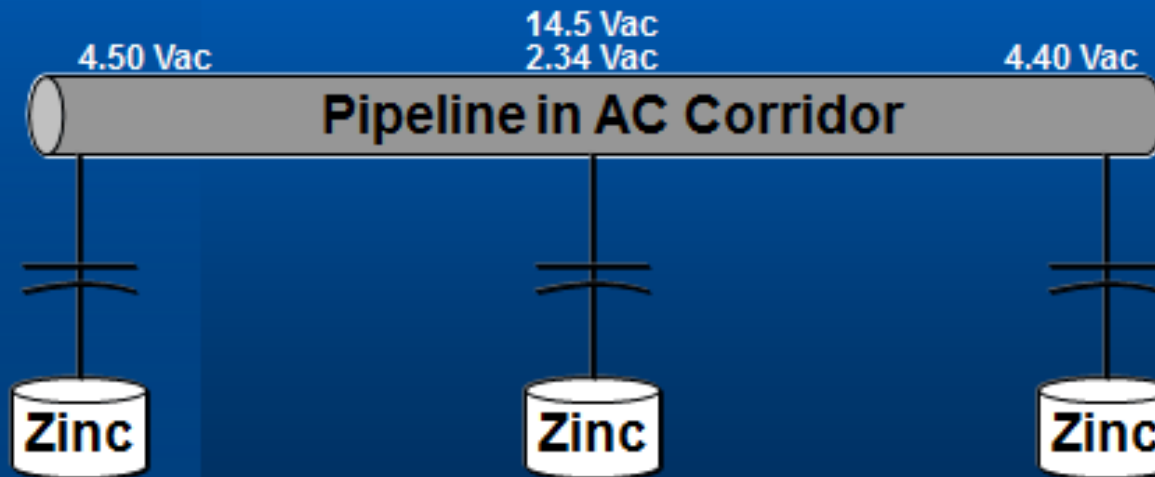 14.5 Vac
4.50 Vac 2.34 Vac 4.40 Vac
Pipeline in AC Corridor
Zinc Zinc Zinc